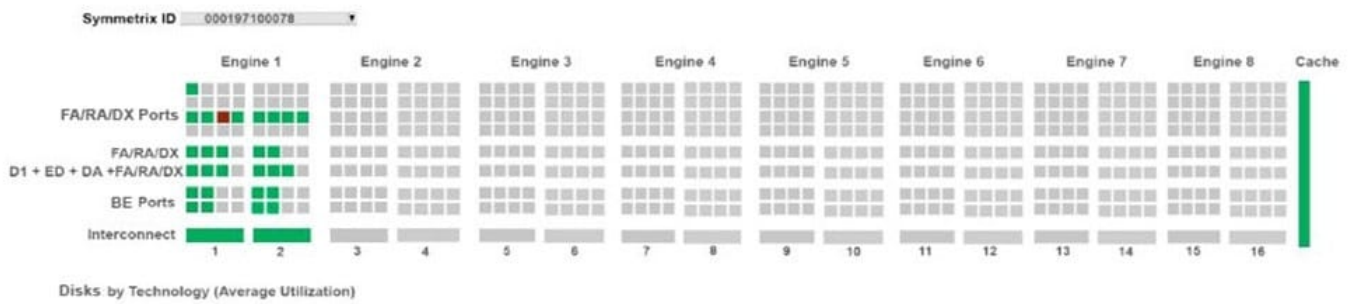 Symmetrix ID 000197100078
Engine 1 Engine 2 Engine 3 Engine 4 Engine 5 Engine 6 Engine 7 Engine 8 Cache
FA/RA/DX Ports
FA/RA/DX
D1 + ED + DA +FA/RA/DX
BE Ports
Interconnect
1 2 3 4 5 6 7 8 9 10 11 12 13 14 15 16
Disks by Technology (Average Utilization)